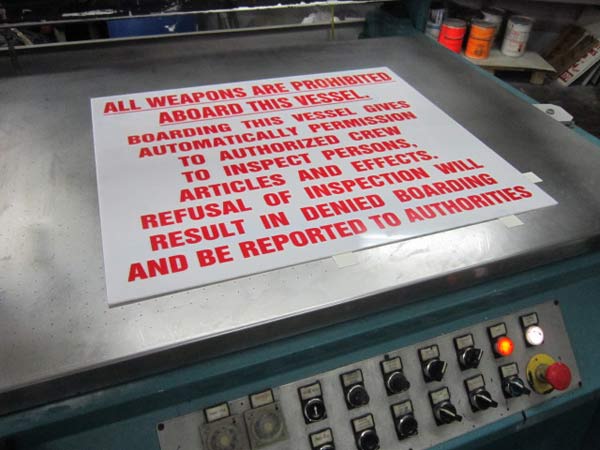 ALL WEAPONS ARE PROHIBITED
ABOARD THIS VESSEL.
BOARDING THIS VESSEL GIVES
AUTOMATICALLY PERMISSION
TO AUTHORIZED CREW
TO INSPECT PERSONS,
ARTICLES AND EFFECTS.
REFUSAL OF INSPECTION WILL
RESULT IN DENIED BOARDING
AND BE REPORTED TO AUTHORITIES